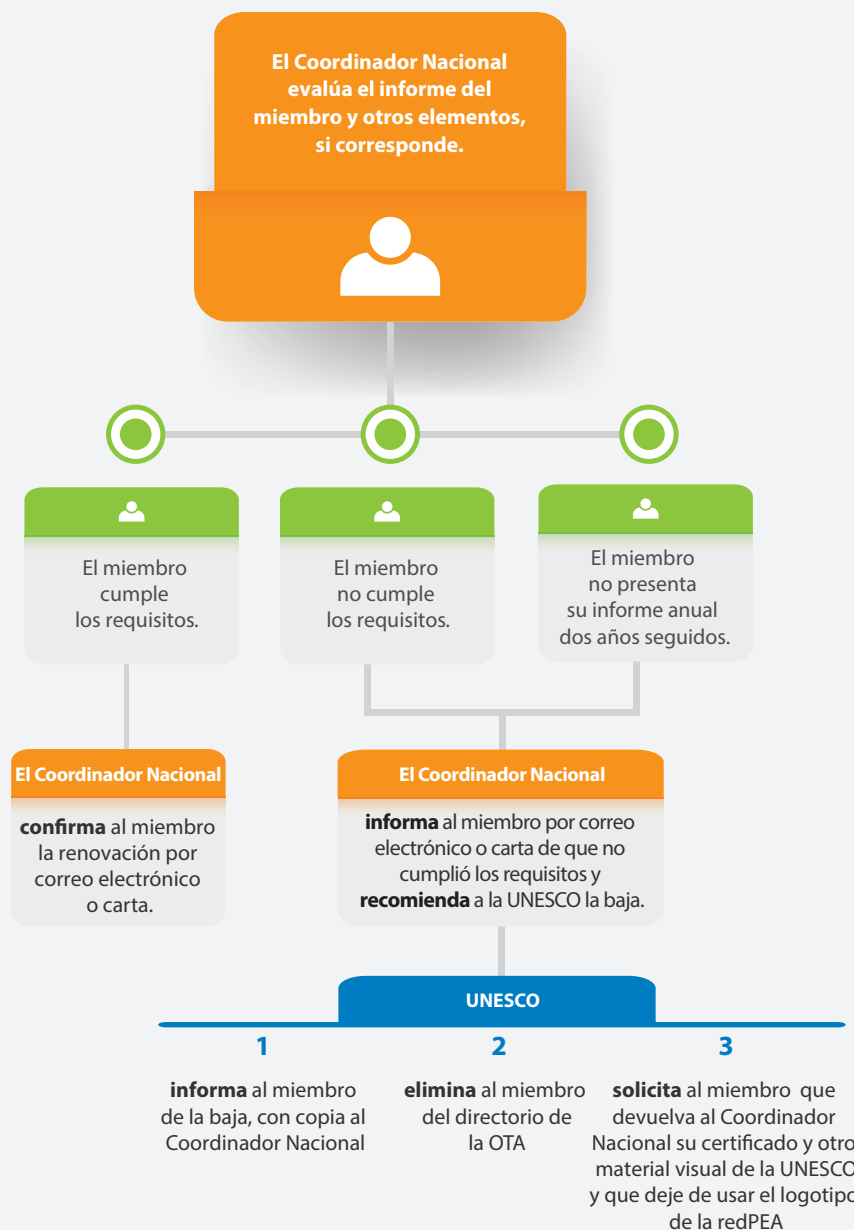 El Coordinador Nacional
evalúa el informe del
miembro y otros elementos,
si corresponde.
El miembro
cumple
los requisitos.
El miembro
no cumple
los requisitos.
El miembro
no presenta
su informe anual
dos años seguidos.
El Coordinador Nacional
confirma al miembro
la renovación por
correo electrónico
o carta.
El Coordinador Nacional
informa al miembro por correo
electrónico o carta de que no
cumplió los requisitos y
recomienda a la UNESCO la baja.
UNESCO
1
informa al miembro
de la baja, con copia al
Coordinador Nacional
2
elimina al miembro
del directorio de
la OTA
3
solicita al miembro que
devuelva al Coordinador
Nacional su certificado y otro
material visual de la UNESCO
y que deje de usar el logotipo
de la redPEA